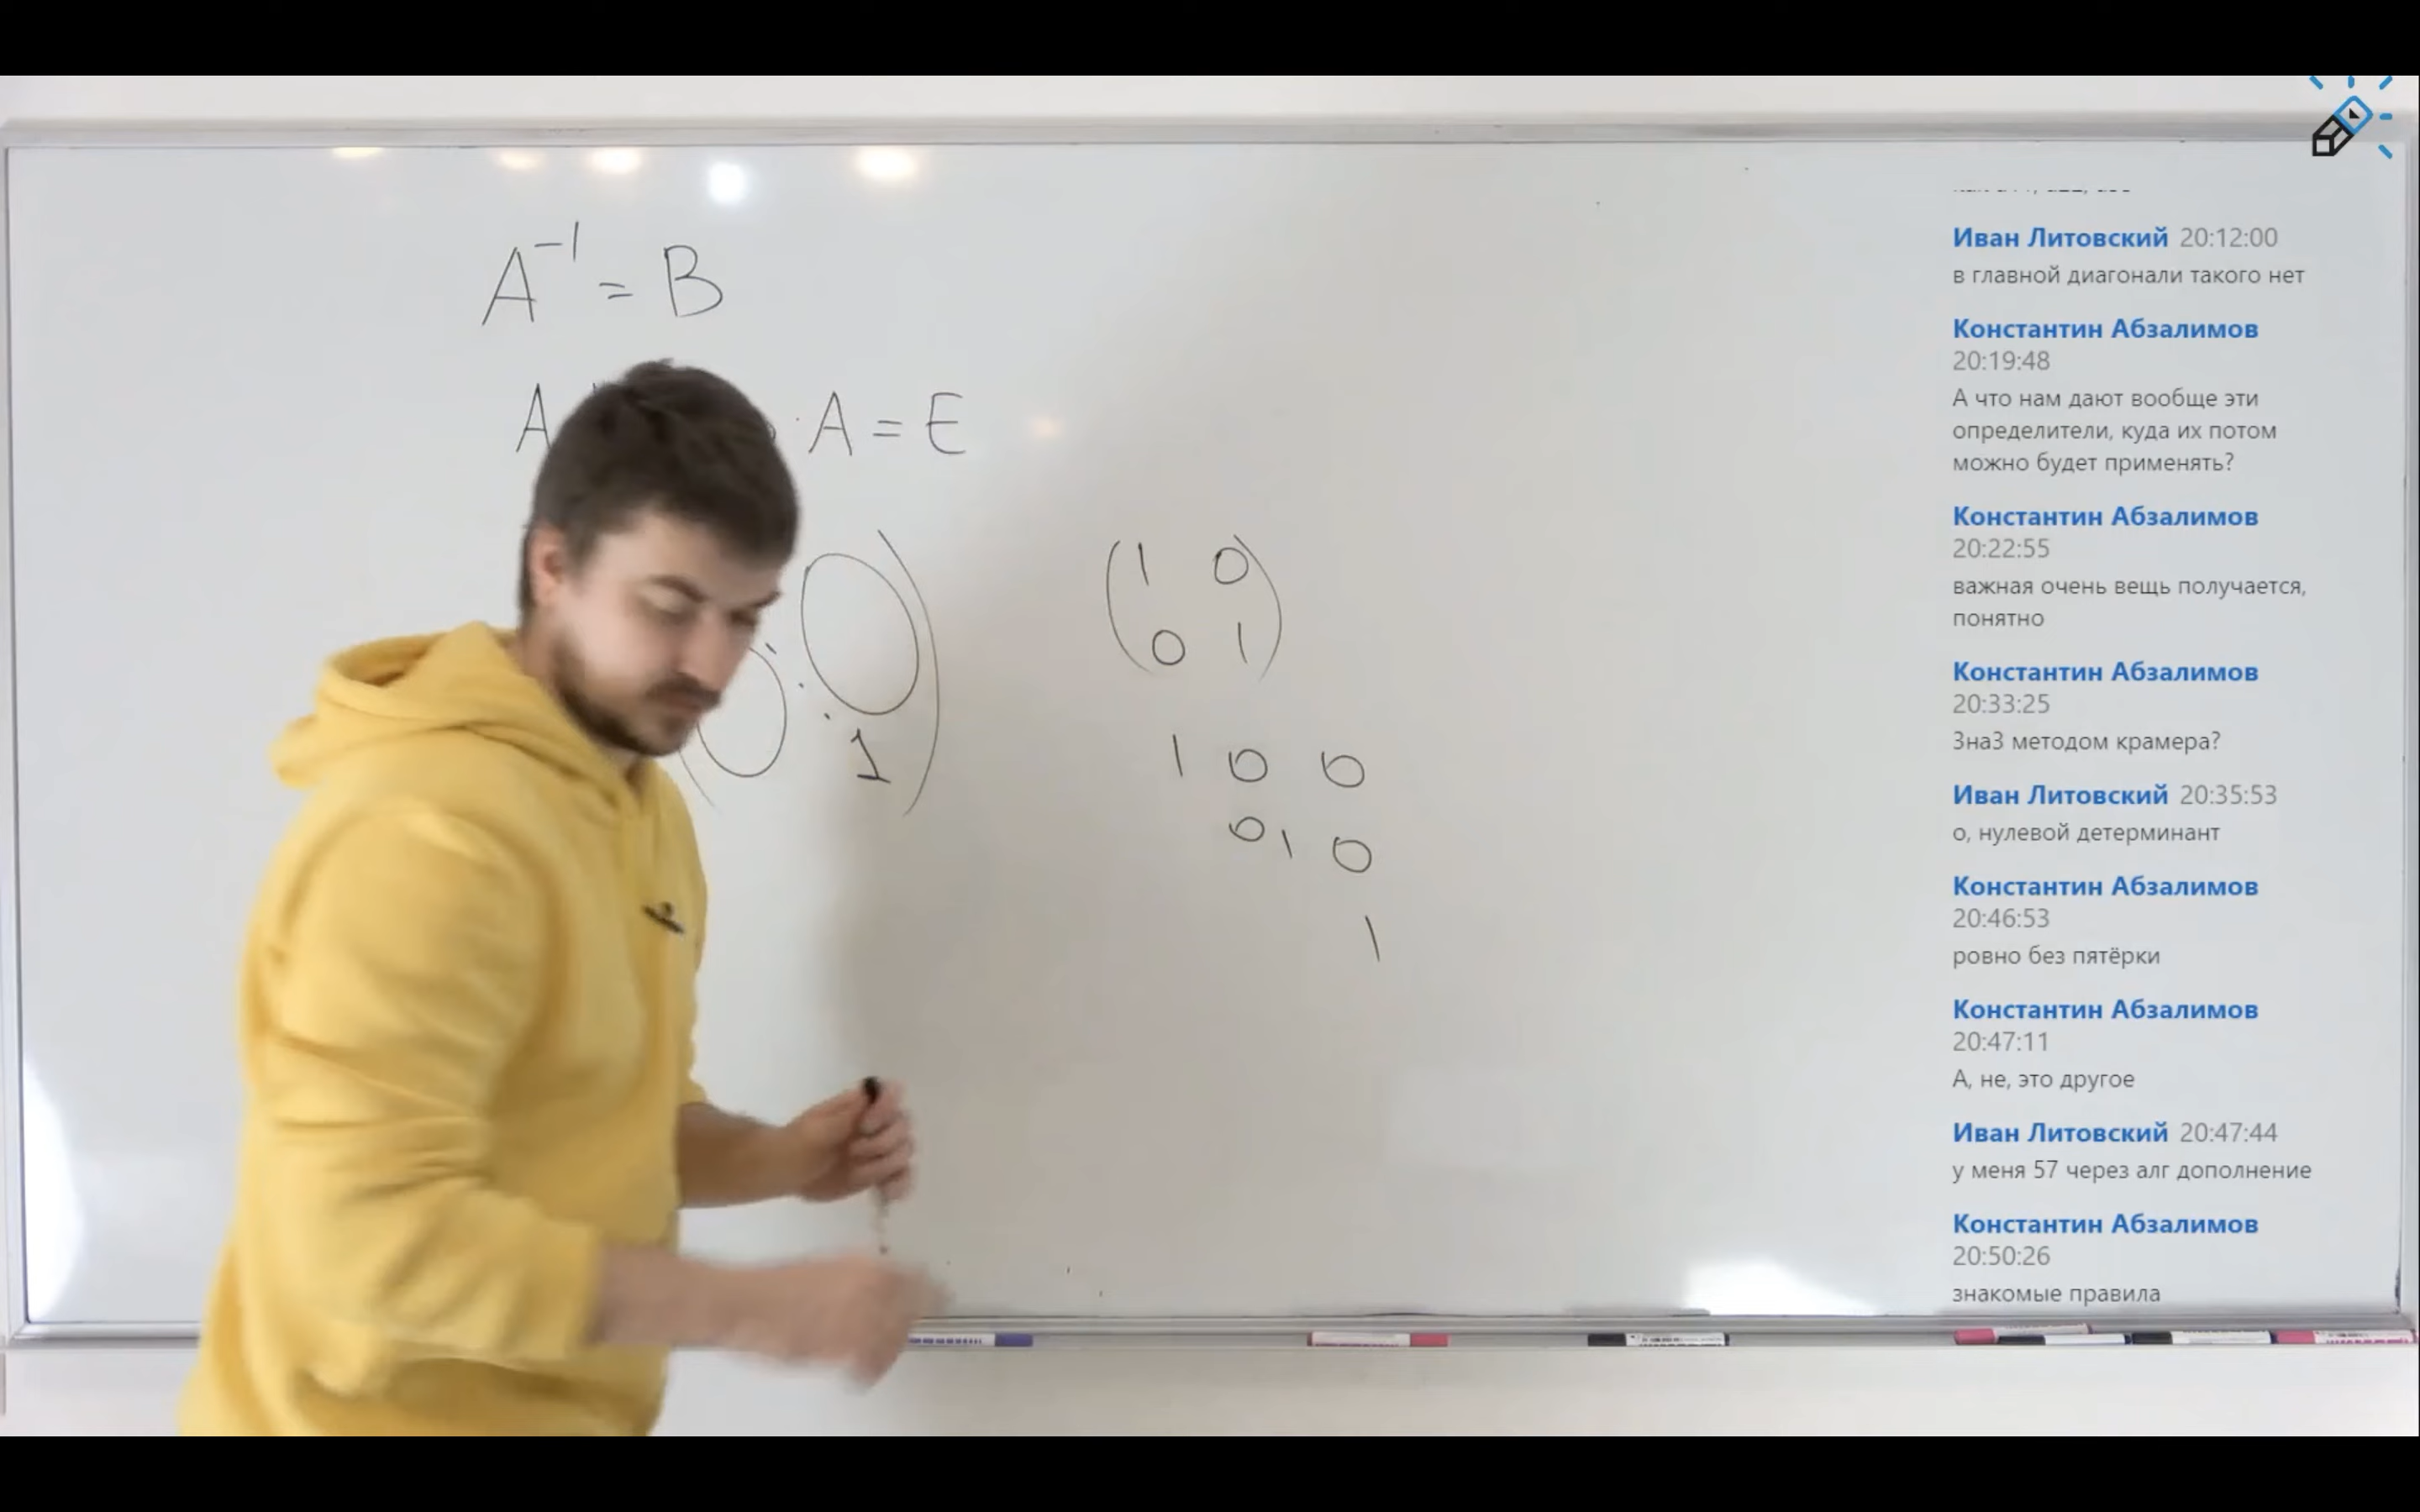 A⁻¹ = B
A · A = E
1
1 0
0 1
1 0 0
0 1 0
1
Иван Литовский 20:12:00
в главной диагонали такого нет
Константин Абзалимов
20:19:48
А что нам дают вообще эти
определители, куда их потом
можно будет применять?
Константин Абзалимов
20:22:55
важная очень вещь получается,
понятно
Константин Абзалимов
20:33:25
3на3 методом крамера?
Иван Литовский 20:35:53
о, нулевой детерминант
Константин Абзалимов
20:46:53
ровно без пятёрки
Константин Абзалимов
20:47:11
А, не, это другое
Иван Литовский 20:47:44
у меня 57 через алг дополнение
Константин Абзалимов
20:50:26
знакомые правила